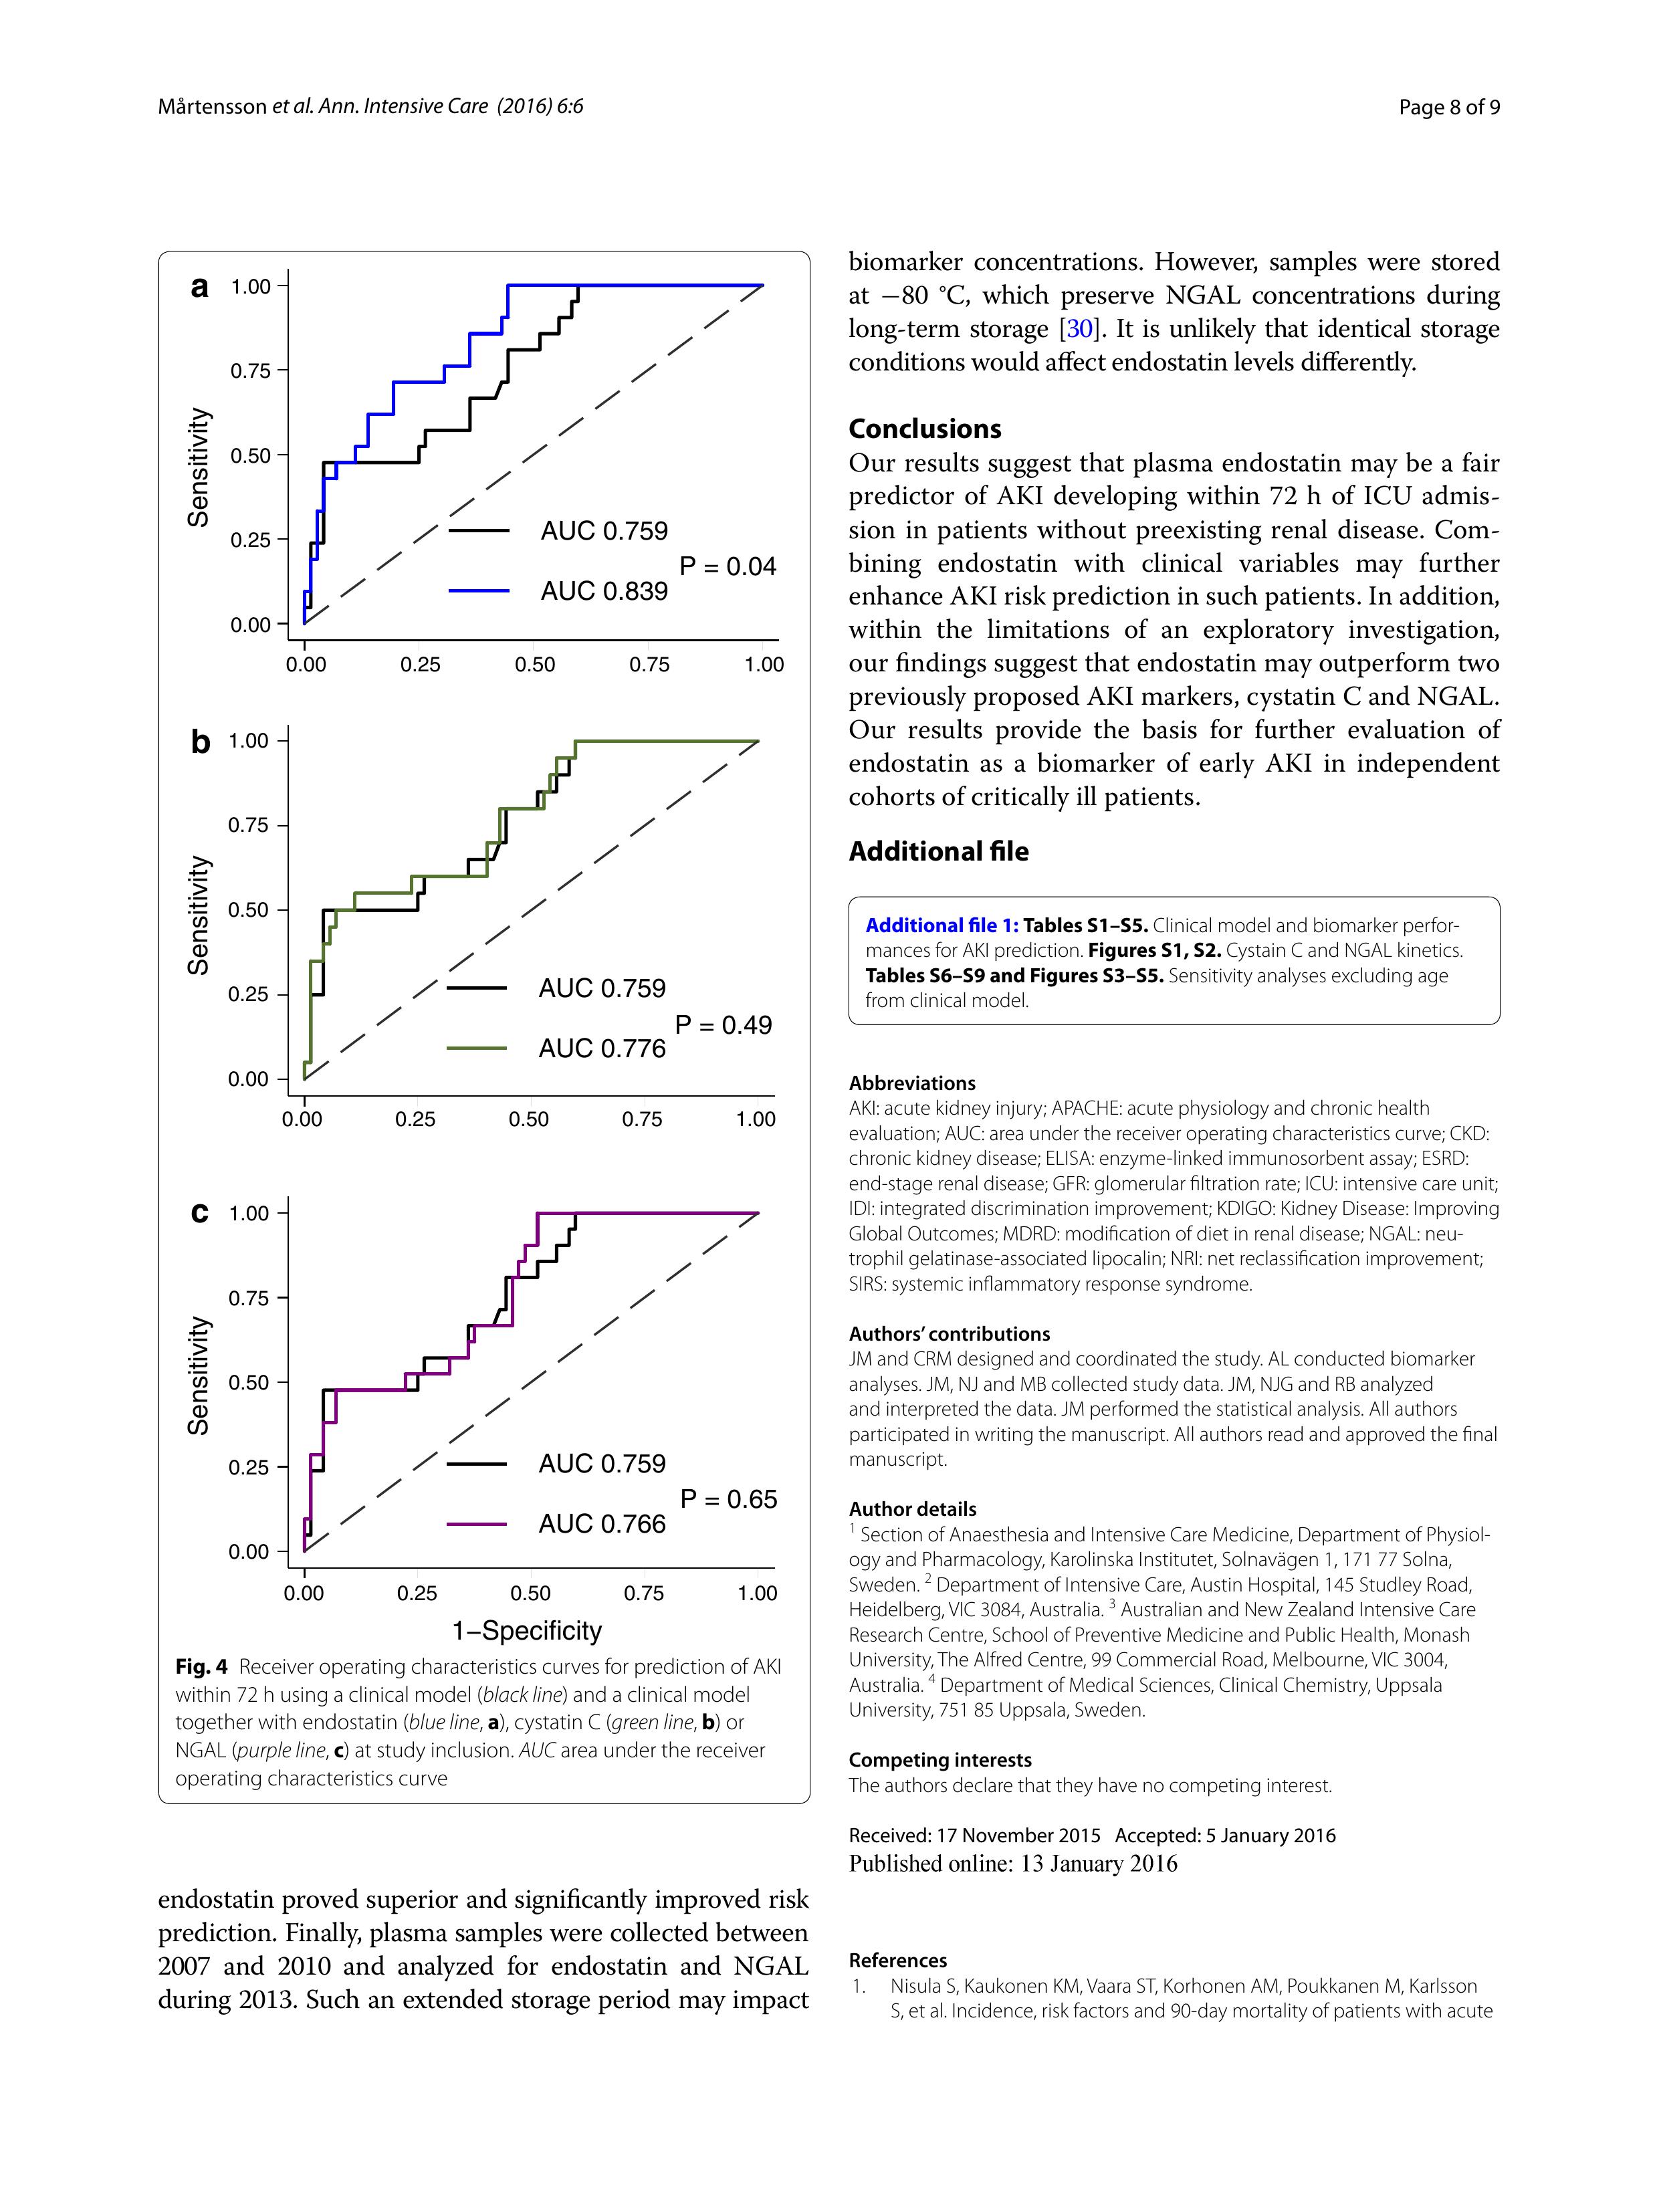 Mårtensson et al. Ann. Intensive Care (2016) 6:6
Page 8 of 9
a
1.00
0.75
0.50
0.25
0.00
Sensitivity
AUC 0.759
P = 0.04
AUC 0.839
0.00 0.25 0.50 0.75 1.00
b
1.00
0.75
0.50
0.25
0.00
Sensitivity
AUC 0.759
P = 0.49
AUC 0.776
0.00 0.25 0.50 0.75 1.00
c
1.00
0.75
0.50
0.25
0.00
Sensitivity
AUC 0.759
P = 0.65
AUC 0.766
0.00 0.25 0.50 0.75 1.00
1−Specificity
Fig. 4 Receiver operating characteristics curves for prediction of AKI
within 72 h using a clinical model (black line) and a clinical model
together with endostatin (blue line, a), cystatin C (green line, b) or
NGAL (purple line, c) at study inclusion. AUC area under the receiver
operating characteristics curve
endostatin proved superior and significantly improved risk
prediction. Finally, plasma samples were collected between
2007 and 2010 and analyzed for endostatin and NGAL
during 2013. Such an extended storage period may impact
biomarker concentrations. However, samples were stored
at −80 °C, which preserve NGAL concentrations during
long-term storage [30]. It is unlikely that identical storage
conditions would affect endostatin levels differently.
Conclusions
Our results suggest that plasma endostatin may be a fair
predictor of AKI developing within 72 h of ICU admis-
sion in patients without preexisting renal disease. Com-
bining endostatin with clinical variables may further
enhance AKI risk prediction in such patients. In addition,
within the limitations of an exploratory investigation,
our findings suggest that endostatin may outperform two
previously proposed AKI markers, cystatin C and NGAL.
Our results provide the basis for further evaluation of
endostatin as a biomarker of early AKI in independent
cohorts of critically ill patients.
Additional file
Additional file 1: Tables S1–S5. Clinical model and biomarker perfor-
mances for AKI prediction. Figures S1, S2. Cystain C and NGAL kinetics.
Tables S6–S9 and Figures S3–S5. Sensitivity analyses excluding age
from clinical model.
Abbreviations
AKI: acute kidney injury; APACHE: acute physiology and chronic health
evaluation; AUC: area under the receiver operating characteristics curve; CKD:
chronic kidney disease; ELISA: enzyme-linked immunosorbent assay; ESRD:
end-stage renal disease; GFR: glomerular filtration rate; ICU: intensive care unit;
IDI: integrated discrimination improvement; KDIGO: Kidney Disease: Improving
Global Outcomes; MDRD: modification of diet in renal disease; NGAL: neu-
trophil gelatinase-associated lipocalin; NRI: net reclassification improvement;
SIRS: systemic inflammatory response syndrome.
Authors’ contributions
JM and CRM designed and coordinated the study. AL conducted biomarker
analyses. JM, NJ and MB collected study data. JM, NJG and RB analyzed
and interpreted the data. JM performed the statistical analysis. All authors
participated in writing the manuscript. All authors read and approved the final
manuscript.
Author details
1 Section of Anaesthesia and Intensive Care Medicine, Department of Physiol-
ogy and Pharmacology, Karolinska Institutet, Solnavägen 1, 171 77 Solna,
Sweden. 2 Department of Intensive Care, Austin Hospital, 145 Studley Road,
Heidelberg, VIC 3084, Australia. 3 Australian and New Zealand Intensive Care
Research Centre, School of Preventive Medicine and Public Health, Monash
University, The Alfred Centre, 99 Commercial Road, Melbourne, VIC 3004,
Australia. 4 Department of Medical Sciences, Clinical Chemistry, Uppsala
University, 751 85 Uppsala, Sweden.
Competing interests
The authors declare that they have no competing interest.
Received: 17 November 2015 Accepted: 5 January 2016
Published online: 13 January 2016
References
1. Nisula S, Kaukonen KM, Vaara ST, Korhonen AM, Poukkanen M, Karlsson
S, et al. Incidence, risk factors and 90-day mortality of patients with acute